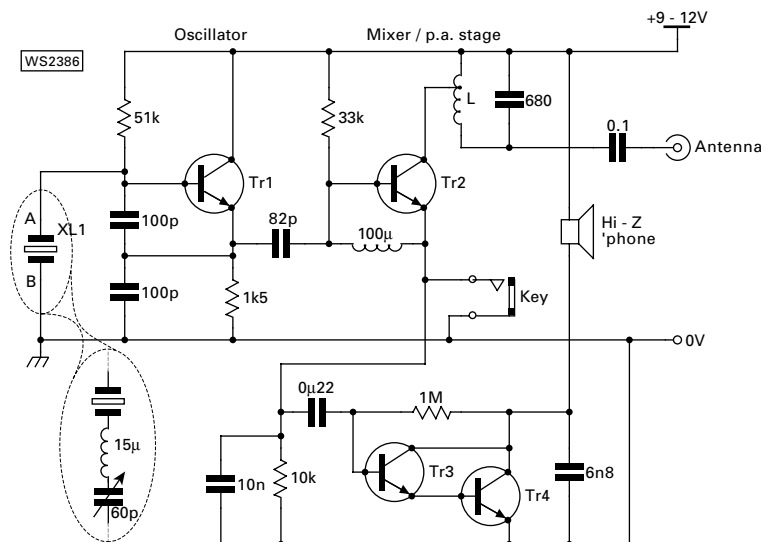 +9 - 12V
Oscillator
Mixer / p.a. stage
WS2386
51k
33k
L
680
0.1
Antenna
Tr1
Tr2
A
XL1
100p
82p
100µ
Hi - Z
'phone
B
100p
1k5
Key
0V
0µ22
1M
15µ
Tr3
10n
10k
Tr4
6n8
60p